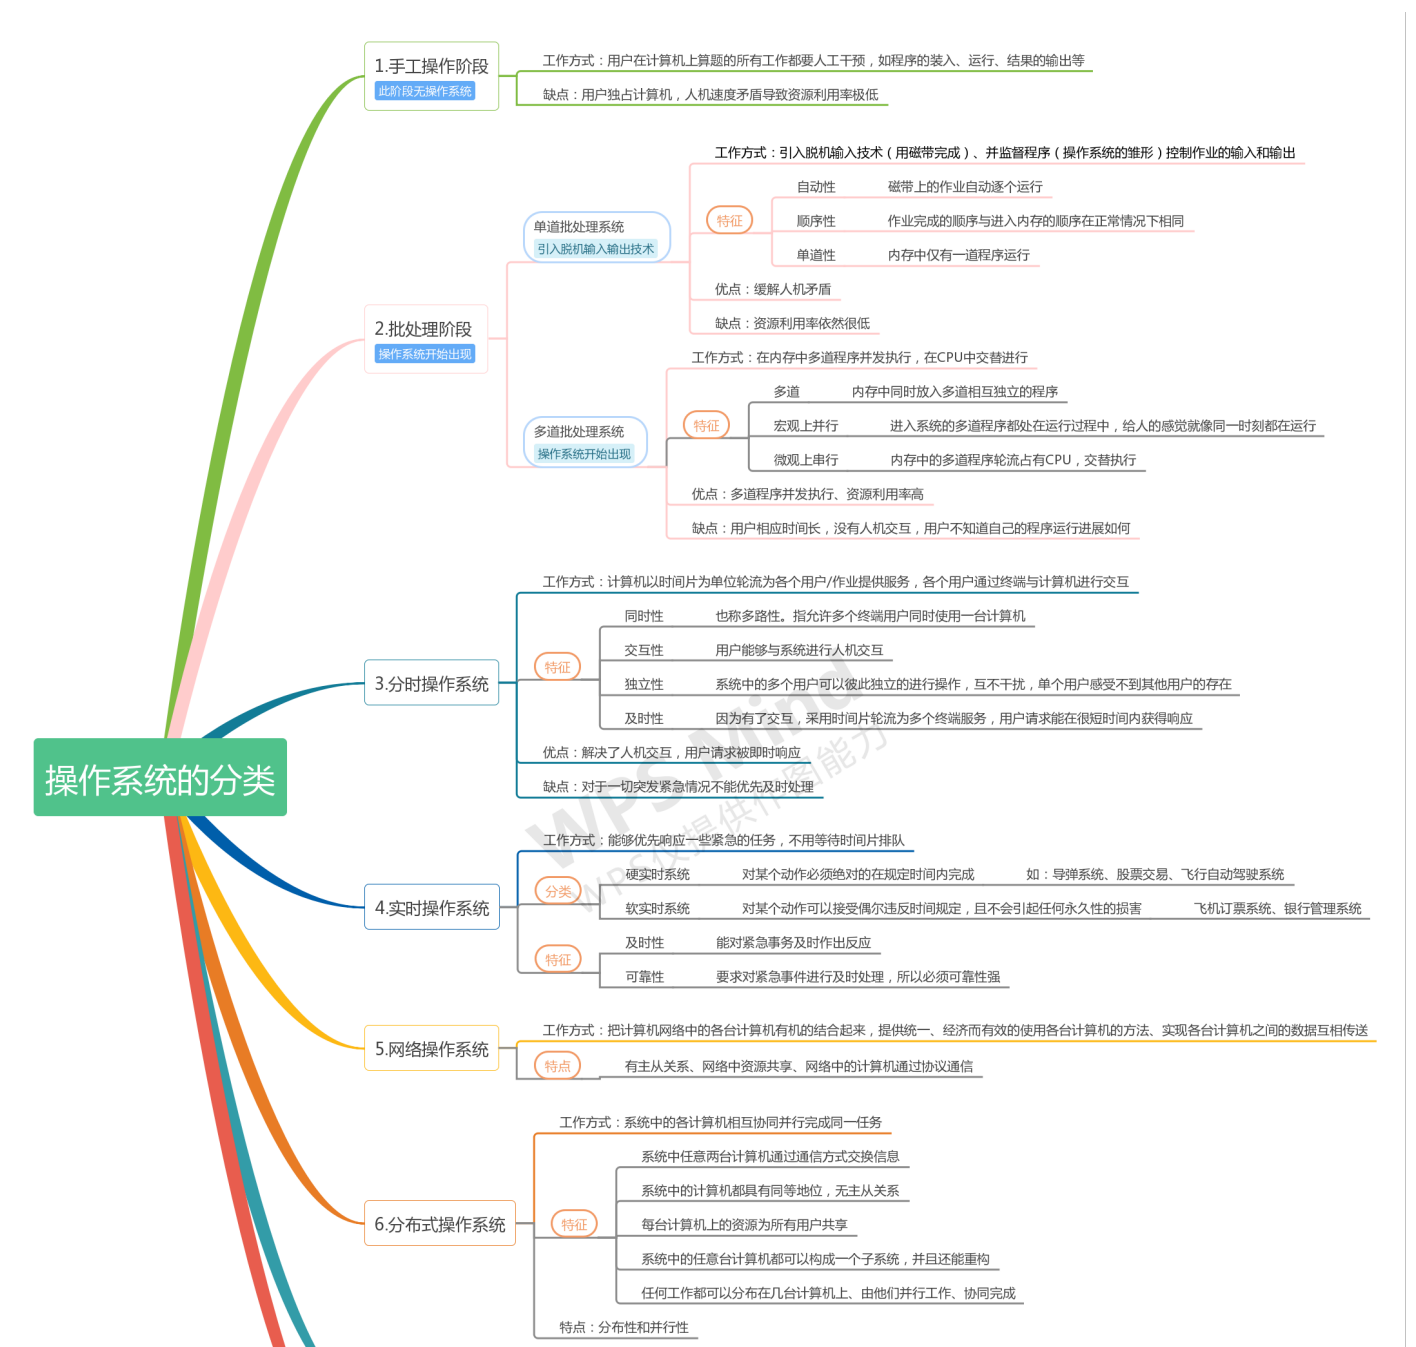 操作系统的分类
1.手工操作阶段
此阶段无操作系统
工作方式：用户在计算机上算题的所有工作都要人工干预，如程序的装入、运行、结果的输出等
缺点：用户独占计算机，人机速度矛盾导致资源利用率极低
2.批处理阶段
操作系统开始出现
单道批处理系统
引入脱机输入输出技术
工作方式：引入脱机输入技术（用磁带完成）、并监督程序（操作系统的雏形）控制作业的输入和输出
特征
自动性 磁带上的作业自动逐个运行
顺序性 作业完成的顺序与进入内存的顺序在正常情况下相同
单道性 内存中仅有一道程序运行
优点：缓解人机矛盾
缺点：资源利用率依然很低
多道批处理系统
操作系统开始出现
工作方式：在内存中多道程序并发执行，在CPU中交替进行
特征
多道 内存中同时放入多道相互独立的程序
宏观上并行 进入系统的多道程序都处在运行过程中，给人的感觉就像同一时刻都在运行
微观上串行 内存中的多道程序轮流占有CPU，交替执行
优点：多道程序并发执行、资源利用率高
缺点：用户相应时间长，没有人机交互，用户不知道自己的程序运行进展如何
3.分时操作系统
工作方式：计算机以时间片为单位轮流为各个用户/作业提供服务，各个用户通过终端与计算机进行交互
特征
同时性 也称多路性。指允许多个终端用户同时使用一台计算机
交互性 用户能够与系统进行人机交互
独立性 系统中的多个用户可以彼此独立的进行操作，互不干扰，单个用户感受不到其他用户的存在
及时性 因为有了交互，采用时间片轮流为多个终端服务，用户请求能在很短时间内获得响应
优点：解决了人机交互，用户请求被即时响应
缺点：对于一切突发紧急情况不能优先及时处理
4.实时操作系统
工作方式：能够优先响应一些紧急的任务，不用等待时间片排队
分类
硬实时系统 对某个动作必须绝对的在规定时间内完成 如：导弹系统、股票交易、飞行自动驾驶系统
软实时系统 对某个动作可以接受偶尔违反时间规定，且不会引起任何永久性的损害 飞机订票系统、银行管理系统
特征
及时性 能对紧急事务及时作出反应
可靠性 要求对紧急事件进行及时处理，所以必须可靠性强
5.网络操作系统
工作方式：把计算机网络中的各台计算机有机的结合起来，提供统一、经济而有效的使用各台计算机的方法、实现各台计算机之间的数据互相传送
特点
有主从关系、网络中资源共享、网络中的计算机通过协议通信
6.分布式操作系统
工作方式：系统中的各计算机相互协同并行完成同一任务
特征
系统中任意两台计算机通过通信方式交换信息
系统中的计算机都具有同等地位，无主从关系
每台计算机上的资源为所有用户共享
系统中的任意台计算机都可以构成一个子系统，并且还能重构
任何工作都可以分布在几台计算机上、由他们并行工作、协同完成
特点：分布性和并行性
WPS Mind
WPS仅提供作图能力